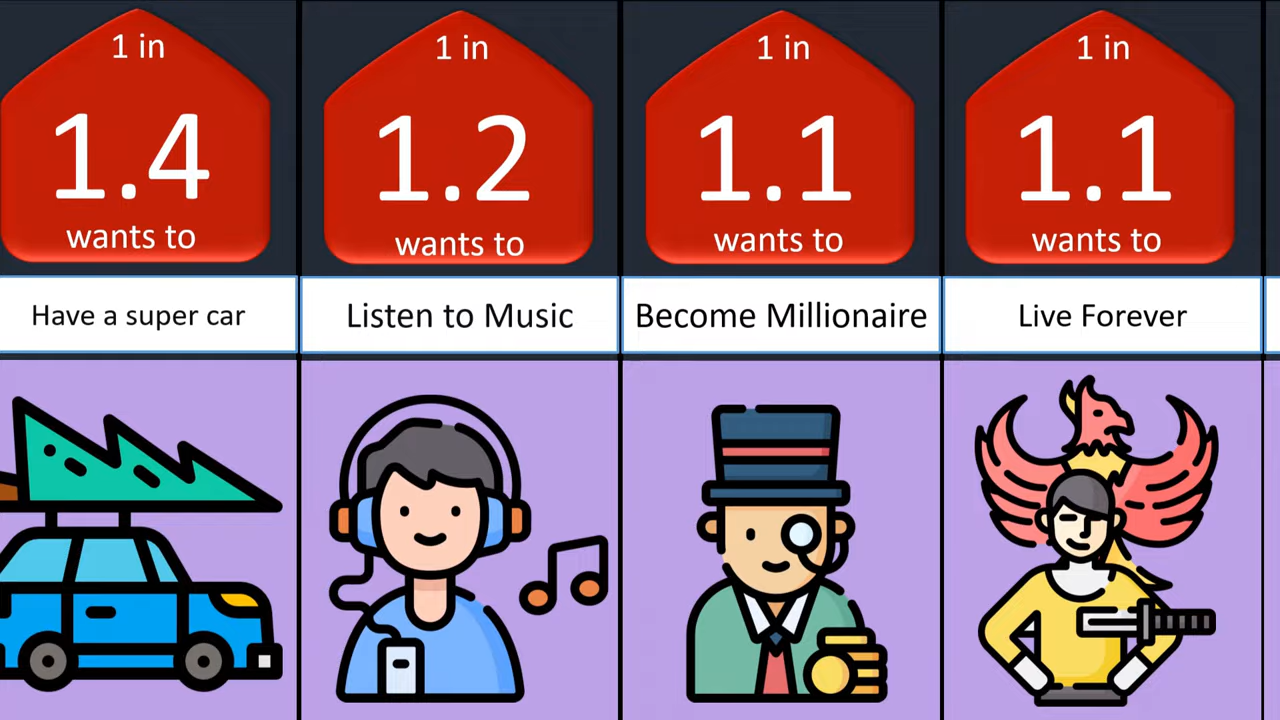 1 in
1.4
wants to
Have a super car
1 in
1.2
wants to
Listen to Music
1 in
1.1
wants to
Become Millionaire
1 in
1.1
wants to
Live Forever